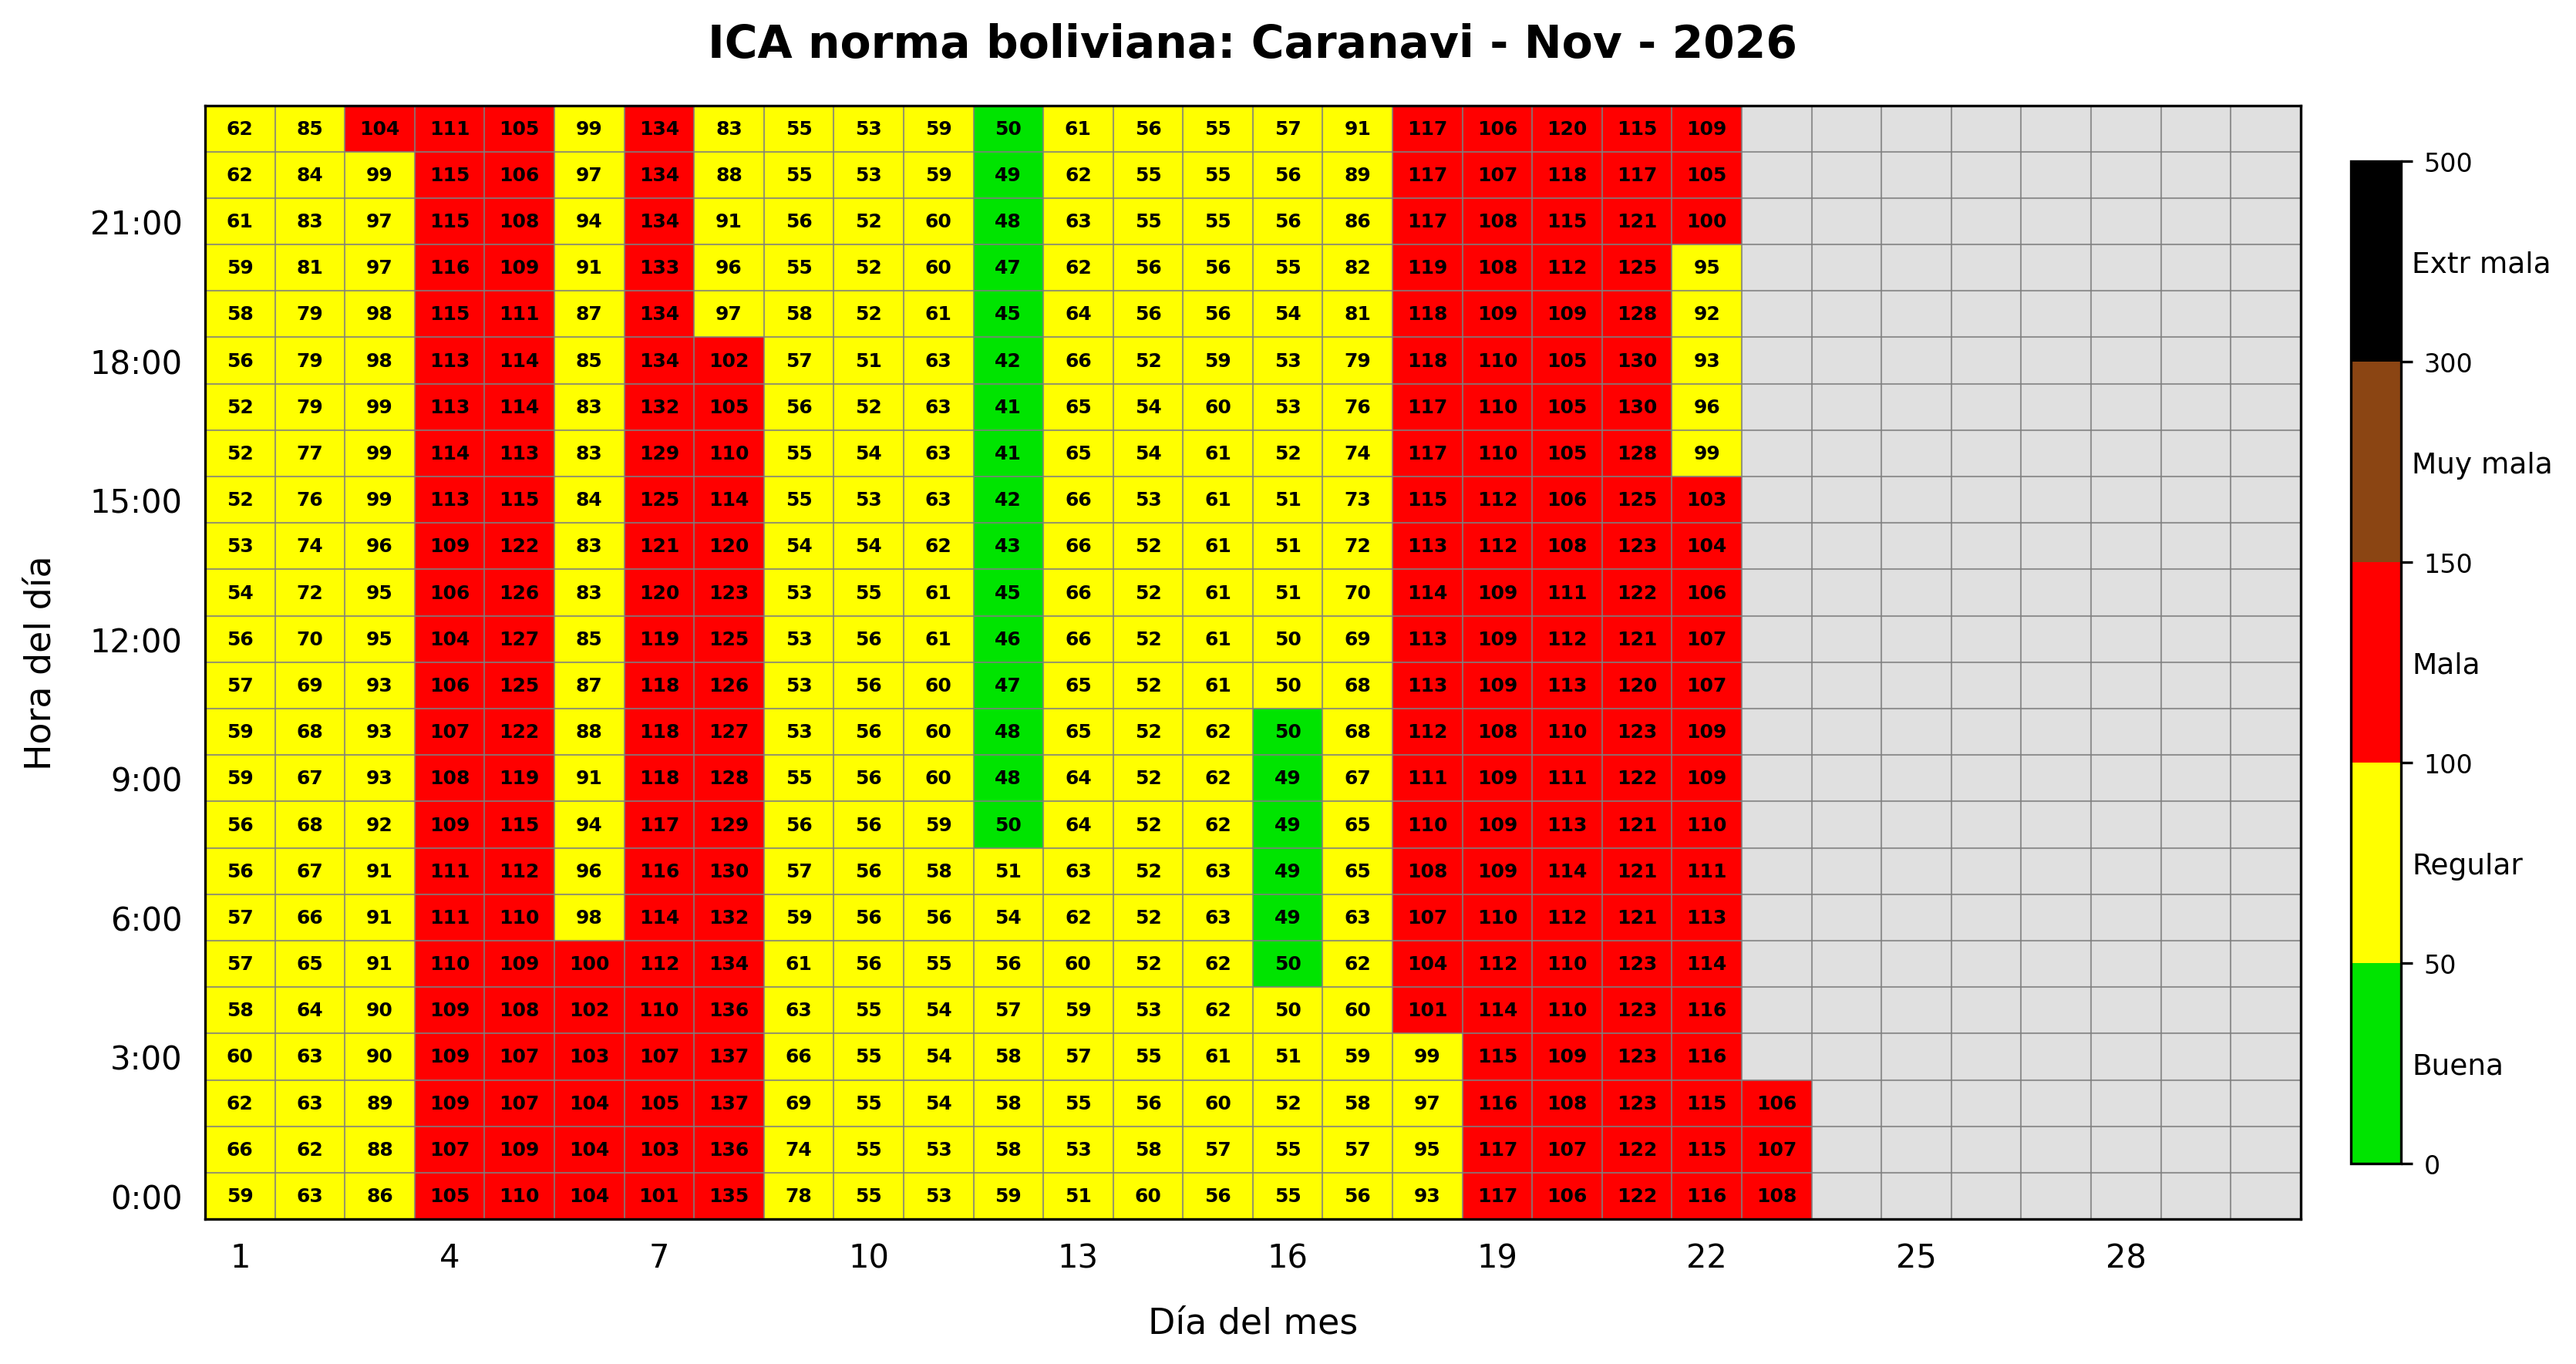 ICA norma boliviana: Caranavi - Nov - 2026
62 85 104 111 105 99 134 83 55 53 59 50 61 56 55 57 91 117 106 120 115 109
62 84 99 115 106 97 134 88 55 53 59 49 62 55 55 56 89 117 107 118 117 105
21:00 61 83 97 115 108 94 134 91 56 52 60 48 63 55 55 56 86 117 108 115 121 100
59 81 97 116 109 91 133 96 55 52 60 47 62 56 56 55 82 119 108 112 125 95
58 79 98 115 111 87 134 97 58 52 61 45 64 56 56 54 81 118 109 109 128 92
18:00 56 79 98 113 114 85 134 102 57 51 63 42 66 52 59 53 79 118 110 105 130 93
52 79 99 113 114 83 132 105 56 52 63 41 65 54 60 53 76 117 110 105 130 96
52 77 99 114 113 83 129 110 55 54 63 41 65 54 61 52 74 117 110 105 128 99
15:00 52 76 99 113 115 84 125 114 55 53 63 42 66 53 61 51 73 115 112 106 125 103
53 74 96 109 122 83 121 120 54 54 62 43 66 52 61 51 72 113 112 108 123 104
54 72 95 106 126 83 120 123 53 55 61 45 66 52 61 51 70 114 109 111 122 106
12:00 56 70 95 104 127 85 119 125 53 56 61 46 66 52 61 50 69 113 109 112 121 107
57 69 93 106 125 87 118 126 53 56 60 47 65 52 61 50 68 113 109 113 120 107
59 68 93 107 122 88 118 127 53 56 60 48 65 52 62 50 68 112 108 110 123 109
9:00 59 67 93 108 119 91 118 128 55 56 60 48 64 52 62 49 67 111 109 111 122 109
56 68 92 109 115 94 117 129 56 56 59 50 64 52 62 49 65 110 109 113 121 110
56 67 91 111 112 96 116 130 57 56 58 51 63 52 63 49 65 108 109 114 121 111
6:00 57 66 91 111 110 98 114 132 59 56 56 54 62 52 63 49 63 107 110 112 121 113
57 65 91 110 109 100 112 134 61 56 55 56 60 52 62 50 62 104 112 110 123 114
58 64 90 109 108 102 110 136 63 55 54 57 59 53 62 50 60 101 114 110 123 116
3:00 60 63 90 109 107 103 107 137 66 55 54 58 57 55 61 51 59 99 115 109 123 116
62 63 89 109 107 104 105 137 69 55 54 58 55 56 60 52 58 97 116 108 123 115 106
66 62 88 107 109 104 103 136 74 55 53 58 53 58 57 55 57 95 117 107 122 115 107
0:00 59 63 86 105 110 104 101 135 78 55 53 59 51 60 56 55 56 93 117 106 122 116 108
1 4 7 10 13 16 19 22 25 28
Día del mes
Hora del día
500
Extr mala
300
Muy mala
150
Mala
100
Regular
50
Buena
0